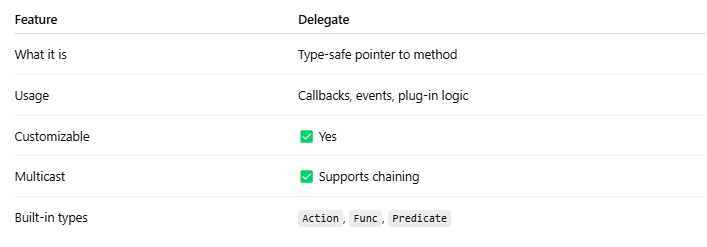 Feature Delegate
What it is Type-safe pointer to method
Usage Callbacks, events, plug-in logic
Customizable ✅ Yes
Multicast ✅ Supports chaining
Built-in types Action, Func, Predicate